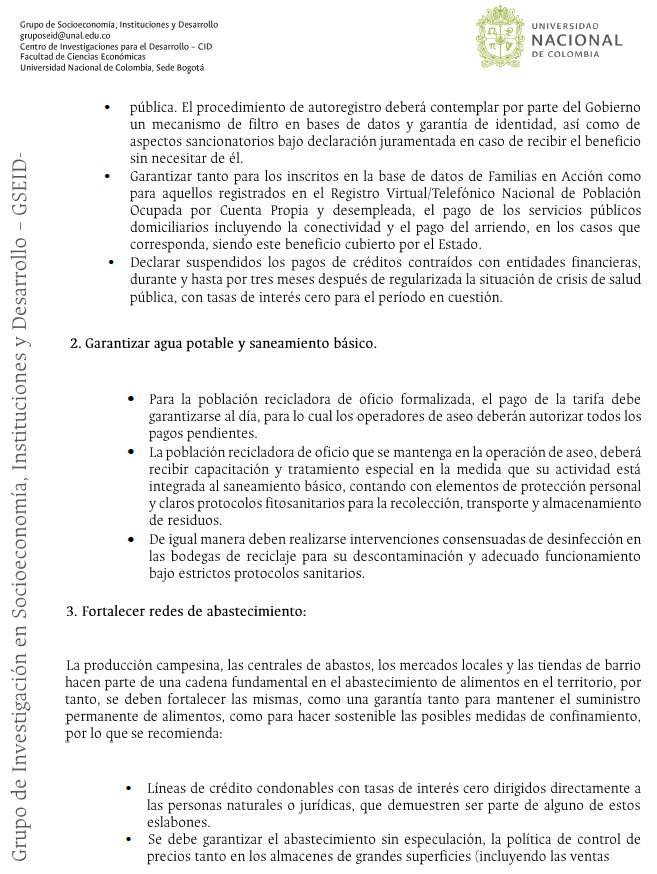 Grupo de Socioeconomía, Instituciones y Desarrollo
gruposeid@unal.edu.co
Centro de Investigaciones para el Desarrollo – CID
Facultad de Ciencias Económicas
Universidad Nacional de Colombia, Sede Bogotá
UNIVERSIDAD
NACIONAL
DE COLOMBIA
Grupo de Investigación en Socioeconomía, Instituciones y Desarrollo – GSEID-
• pública. El procedimiento de autoregistro deberá contemplar por parte del Gobierno
un mecanismo de filtro en bases de datos y garantía de identidad, así como de
aspectos sancionatorios bajo declaración juramentada en caso de recibir el beneficio
sin necesitar de él.
• Garantizar tanto para los inscritos en la base de datos de Familias en Acción como
para aquellos registrados en el Registro Virtual/Telefónico Nacional de Población
Ocupada por Cuenta Propia y desempleada, el pago de los servicios públicos
domiciliarios incluyendo la conectividad y el pago del arriendo, en los casos que
corresponda, siendo este beneficio cubierto por el Estado.
• Declarar suspendidos los pagos de créditos contraídos con entidades financieras,
durante y hasta por tres meses después de regularizada la situación de crisis de salud
pública, con tasas de interés cero para el período en cuestión.
2. Garantizar agua potable y saneamiento básico.
• Para la población recicladora de oficio formalizada, el pago de la tarifa debe
garantizarse al día, para lo cual los operadores de aseo deberán autorizar todos los
pagos pendientes.
• La población recicladora de oficio que se mantenga en la operación de aseo, deberá
recibir capacitación y tratamiento especial en la medida que su actividad está
integrada al saneamiento básico, contando con elementos de protección personal
y claros protocolos fitosanitarios para la recolección, transporte y almacenamiento
de residuos.
• De igual manera deben realizarse intervenciones consensuadas de desinfección en
las bodegas de reciclaje para su descontaminación y adecuado funcionamiento
bajo estrictos protocolos sanitarios.
3. Fortalecer redes de abastecimiento:
La producción campesina, las centrales de abastos, los mercados locales y las tiendas de barrio
hacen parte de una cadena fundamental en el abastecimiento de alimentos en el territorio, por
tanto, se deben fortalecer las mismas, como una garantía tanto para mantener el suministro
permanente de alimentos, como para hacer sostenible las posibles medidas de confinamiento,
por lo que se recomienda:
• Líneas de crédito condonables con tasas de interés cero dirigidos directamente a
las personas naturales o jurídicas, que demuestren ser parte de alguno de estos
eslabones.
• Se debe garantizar el abastecimiento sin especulación, la política de control de
precios tanto en los almacenes de grandes superficies (incluyendo las ventas